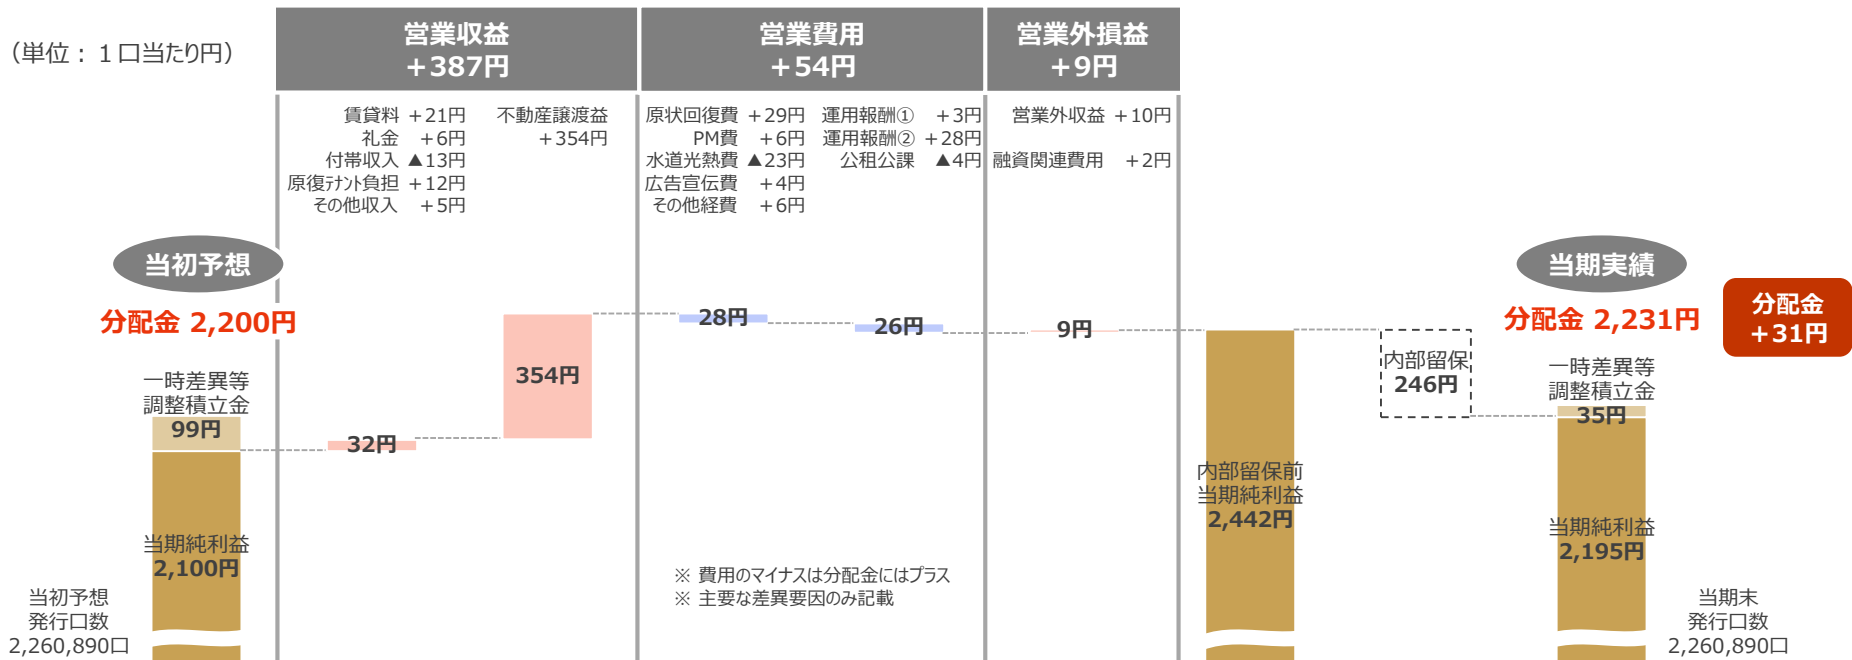 （単位：１口当たり円）
営業収益
+387円
営業費用
+54円
営業外損益
+9円
賃貸料 +21円
礼金 +6円
付帯収入 ▲13円
原復ﾃﾅﾝﾄ負担 +12円
その他収入 +5円
不動産譲渡益
+354円
原状回復費 +29円
PM費 +6円
水道光熱費 ▲23円
広告宣伝費 +4円
その他経費 +6円
運用報酬① +3円
運用報酬② +28円
公租公課 ▲4円
営業外収益 +10円
融資関連費用 +2円
当初予想
分配金 2,200円
一時差異等
調整積立金
99円
当期純利益
2,100円
当初予想
発行口数
2,260,890口
32円
354円
28円
26円
9円
※ 費用のマイナスは分配金にはプラス
※ 主要な差異要因のみ記載
内部留保前
当期純利益
2,442円
内部留保
246円
当期実績
分配金 2,231円
分配金
+31円
一時差異等
調整積立金
35円
当期純利益
2,195円
当期末
発行口数
2,260,890口